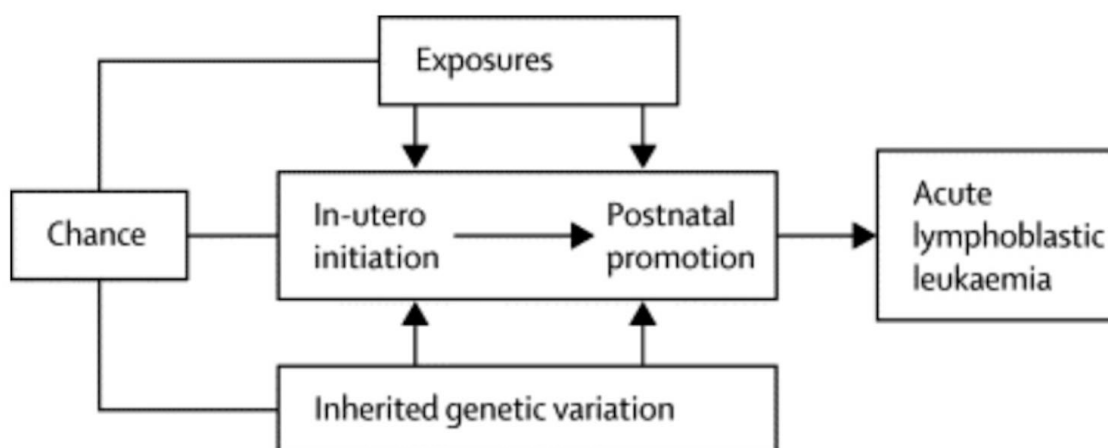 Exposures
Chance
In-utero
initiation
Postnatal
promotion
Acute
lymphoblastic
leukaemia
Inherited genetic variation